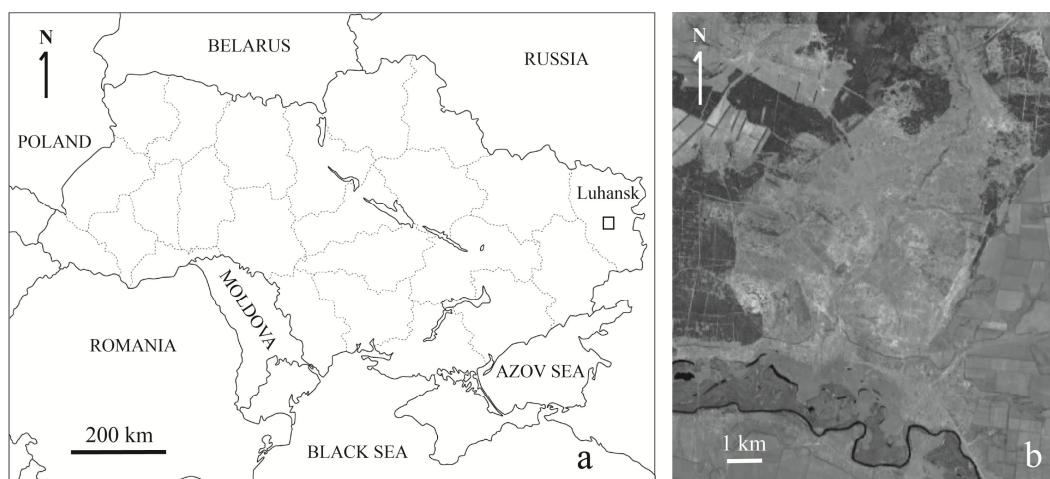 N
BELARUS
RUSSIA
POLAND
Luhansk
MOLDOVA
ROMANIA
AZOV SEA
200 km
BLACK SEA
a
N
1 km
b